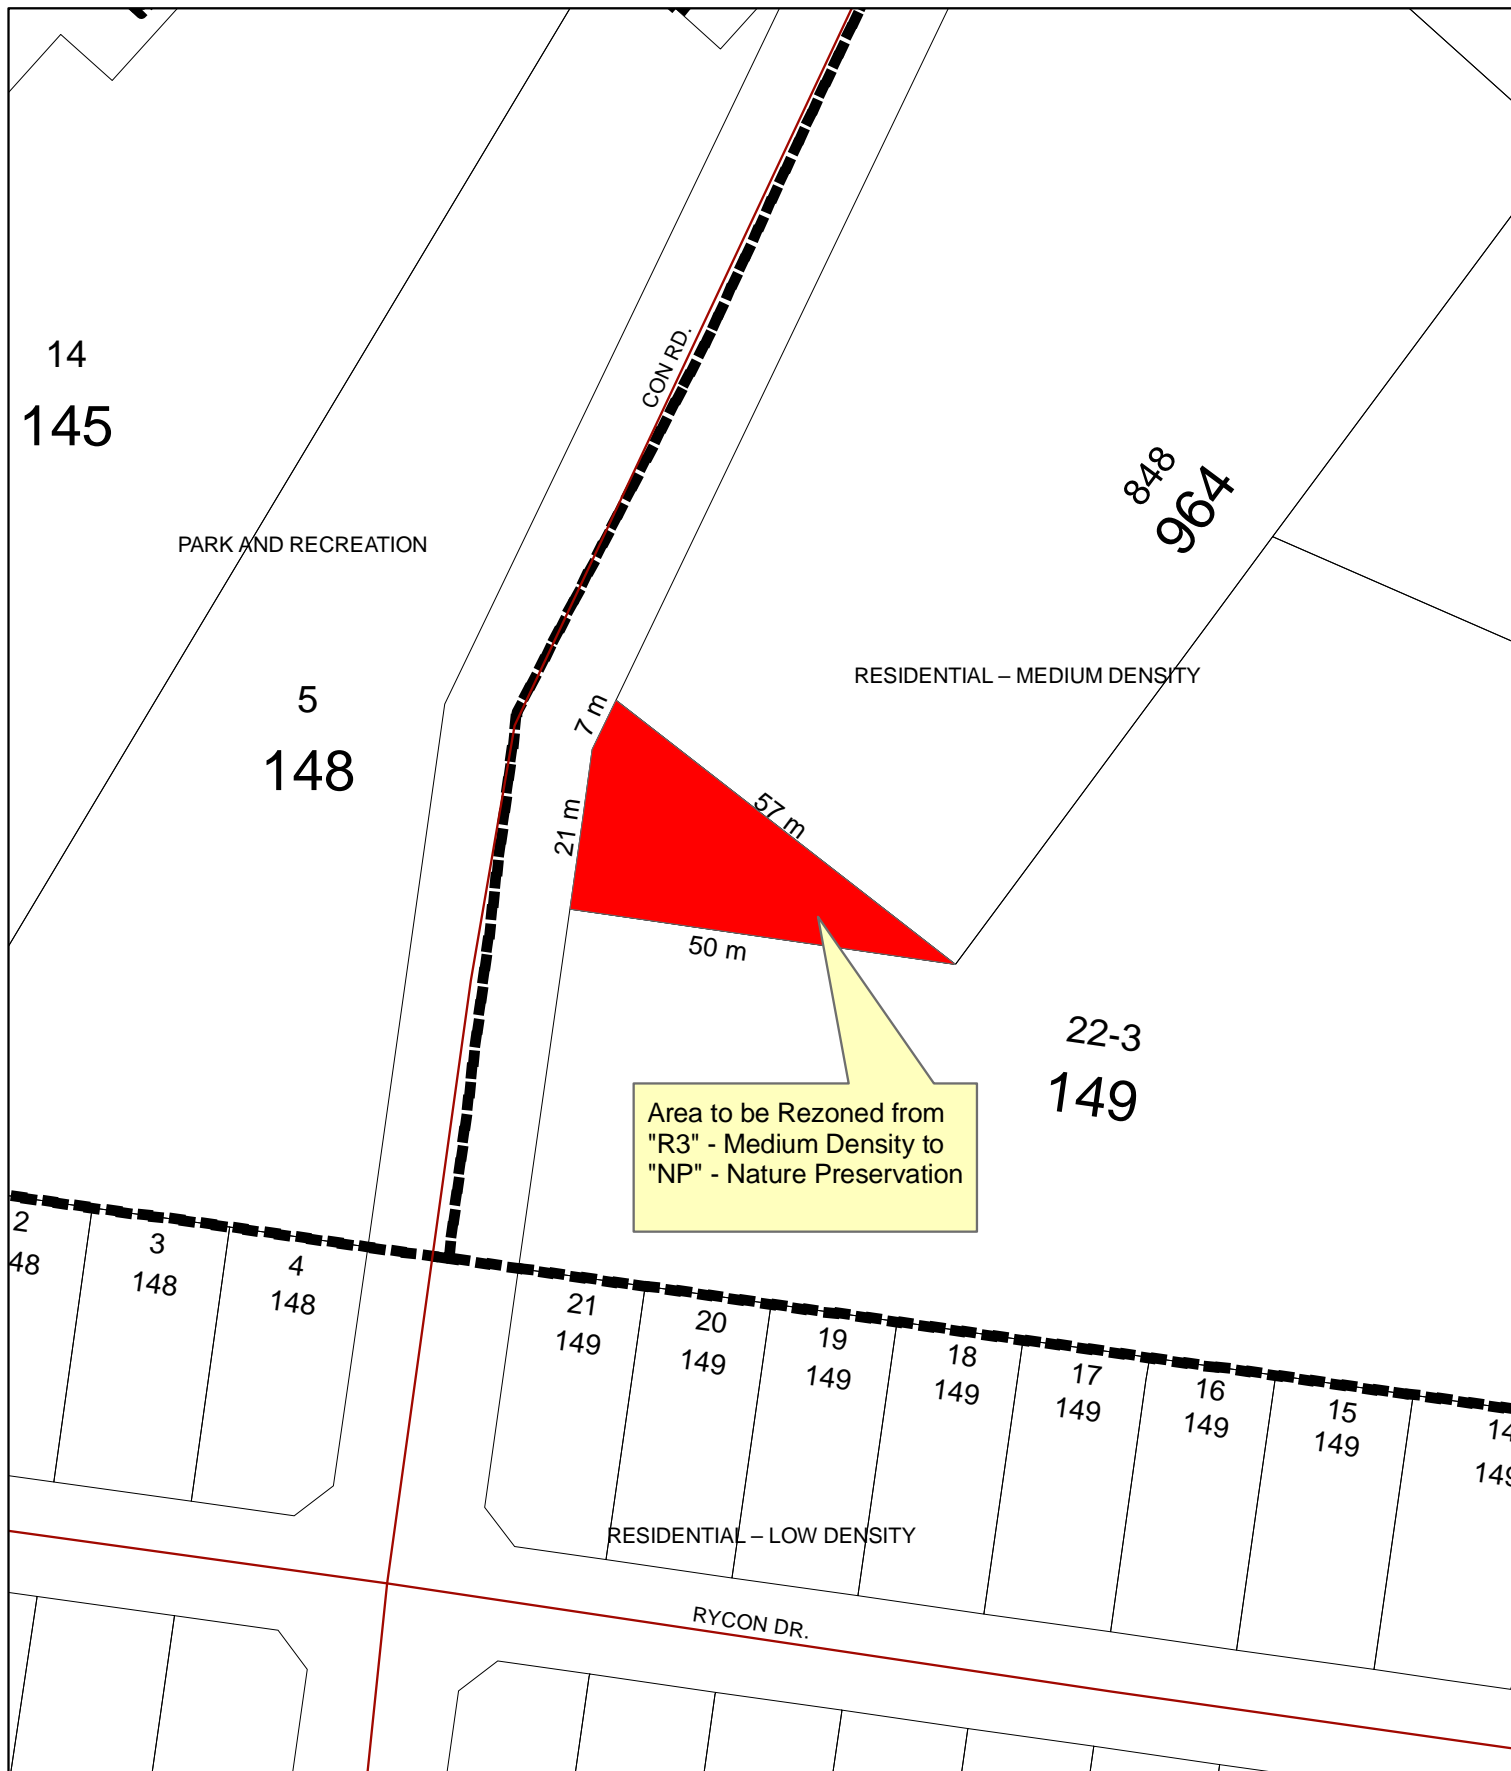 CON RD.
14
145
848
964
PARK AND RECREATION
RESIDENTIAL – MEDIUM DENSITY
5
148
7 m
21 m
57 m
50 m
22-3
149
Area to be Rezoned from
"R3" - Medium Density to
"NP" - Nature Preservation
2
48
3
148
4
148
21
149
20
149
19
149
18
149
17
149
16
149
15
149
14
149
RESIDENTIAL – LOW DENSITY
RYCON DR.